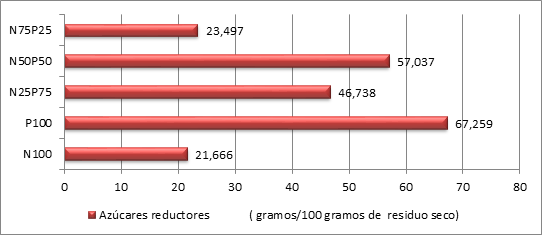 N75P25
23,497
N50P50
57,037
N25P75
46,738
P100
67,259
N100
21,666
0 10 20 30 40 50 60 70 80
Azúcares reductores ( gramos/100 gramos de residuo seco)